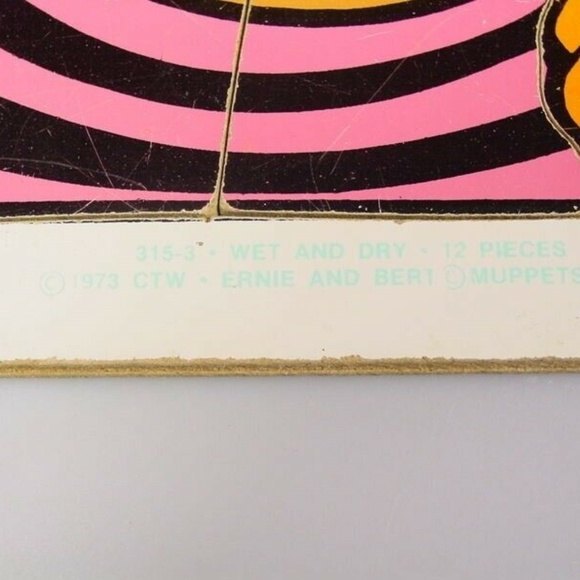 315-3 • WET AND DRY • 12 PIECES
© 1973 CTW • ERNIE AND BERT © MUPPETS